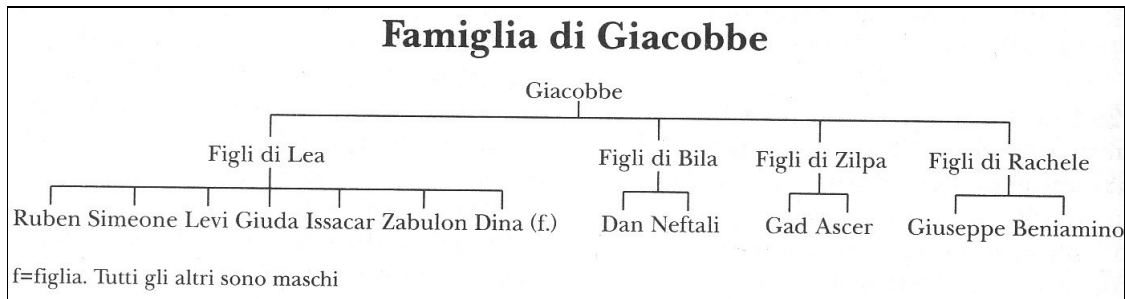 Famiglia di Giacobbe
Giacobbe
Figli di Lea Figli di Bila Figli di Zilpa Figli di Rachele
Ruben Simeone Levi Giuda Issacar Zabulon Dina (f.) Dan Neftali Gad Ascer Giuseppe Beniamino
f=figlia. Tutti gli altri sono maschi